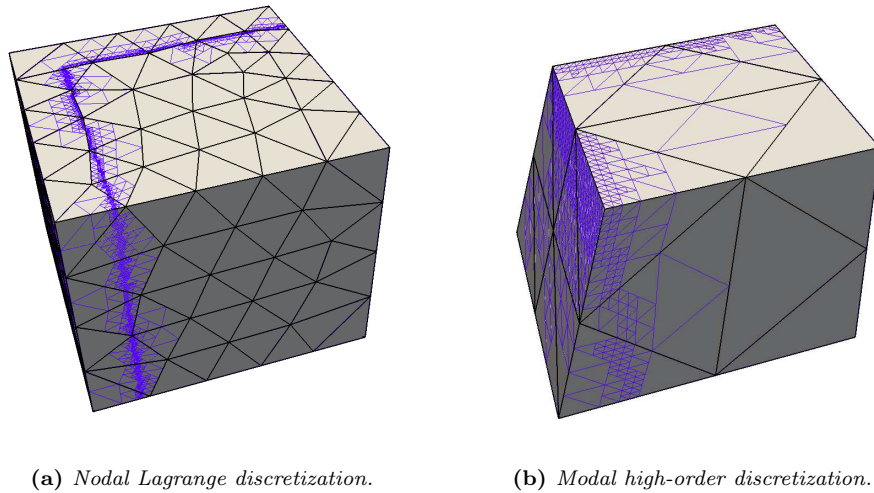 (a) Nodal Lagrange discretization.
(b) Modal high-order discretization.